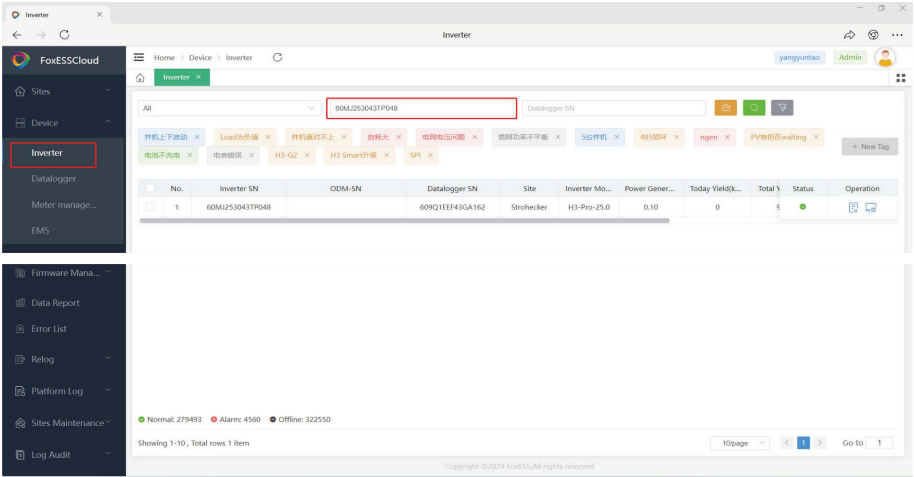 Inverter
Inverter
FoxESSCloud
Home > Device > Inverter
yangyuntao
Admin
Inverter ×
Sites
All
60MJ253043TP048
Datalogger SN
Device
并机上下波动 ×
Load为负值 ×
并机值对不上 ×
自耗大 ×
电网电压问题 ×
馈网功率不平衡 ×
5台并机 ×
485损坏 ×
ngen ×
PV有但在waiting ×
+ New Tag
电池不充电 ×
电表错误 ×
H3-G2 ×
H3 Smart升级 ×
SPI ×
Inverter
Datalogger
Meter manage...
EMS
No. Inverter SN ODM-SN Datalogger SN Site Inverter Mo... Power Gener... Today Yield(k... Total Status Operation
1 60MJ253043TP048 609Q1EEF43GA162 Strohecker H3-Pro-25.0 0.10 0
Firmware Mana...
Data Report
Error List
Relog
Platform Log
Sites Maintenance
Log Audit
Normal: 279493 Alarm: 4560 Offline: 322550
Showing 1-10 , Total rows 1 item
10/page
< 1 >
Go to 1
Copyright ©2024 FoxESS,All rights reserved